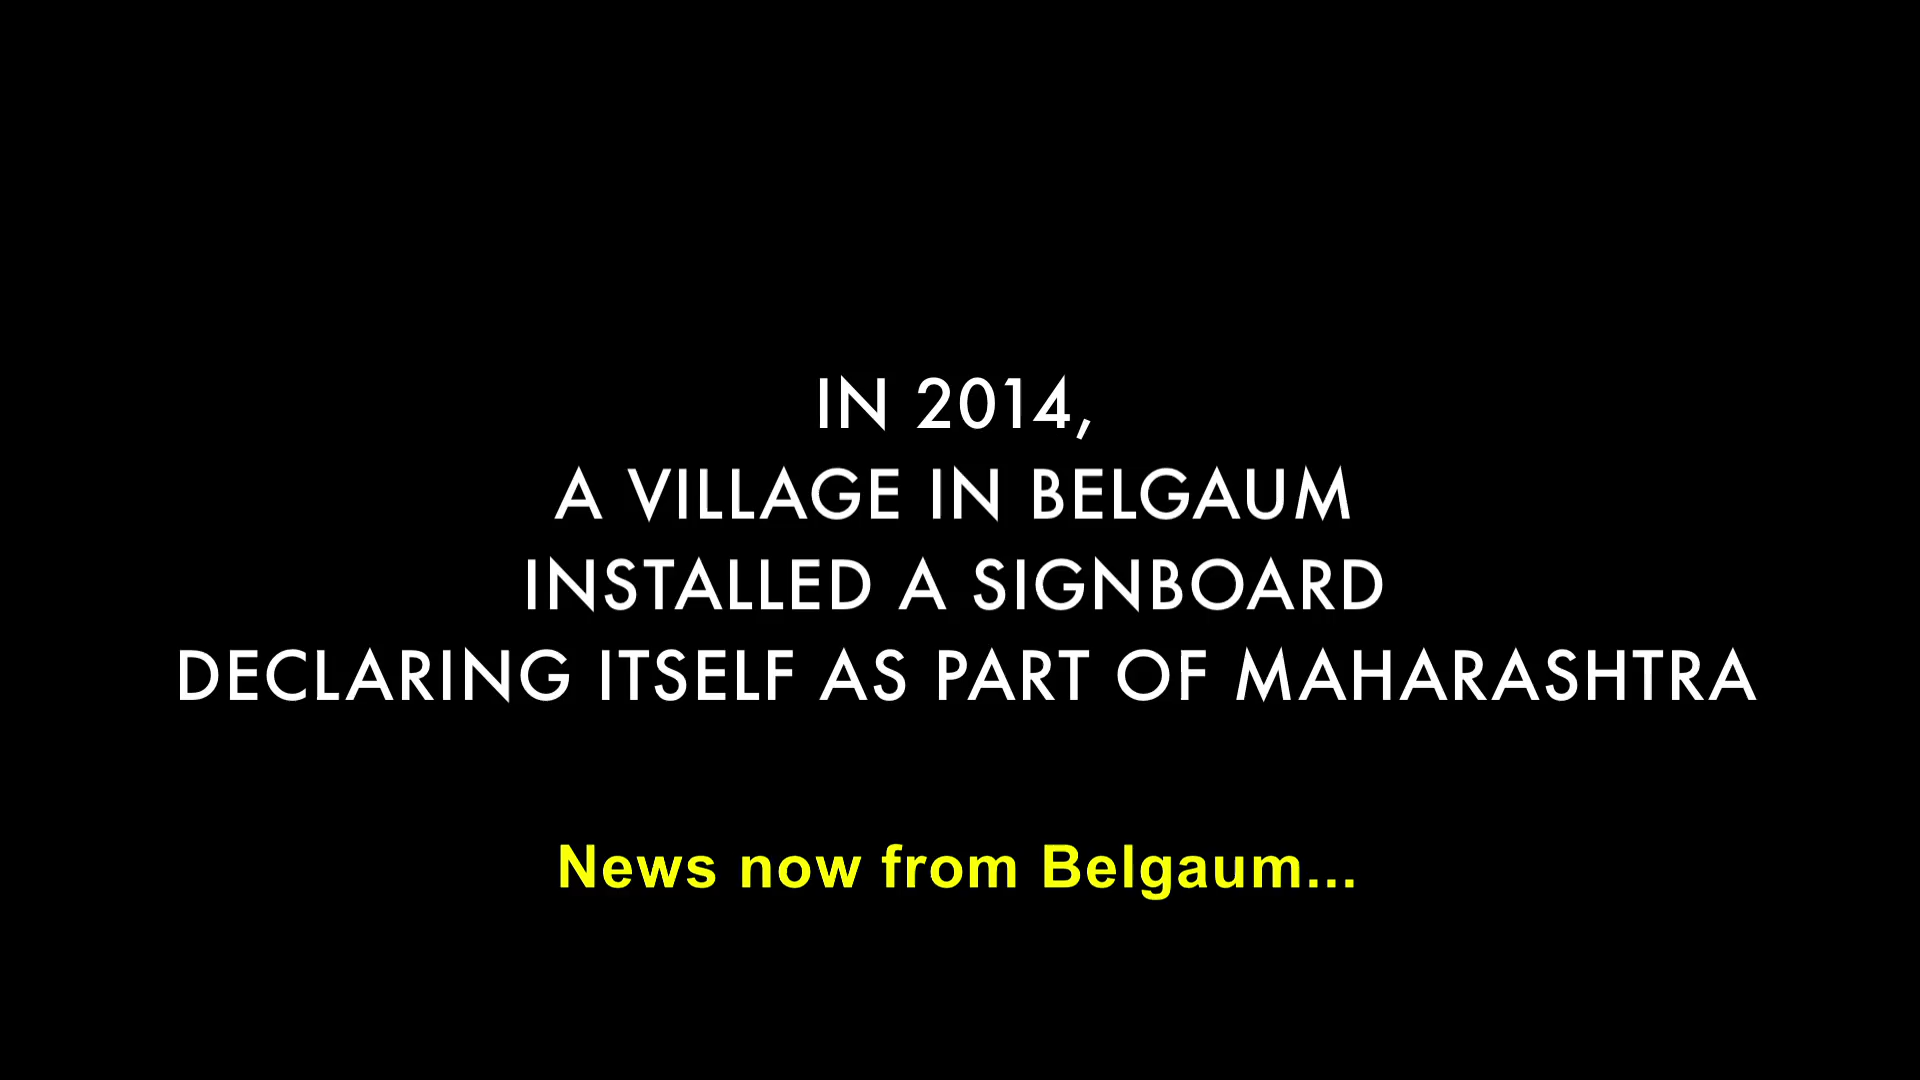 IN 2014,
A VILLAGE IN BELGAUM
INSTALLED A SIGNBOARD
DECLARING ITSELF AS PART OF MAHARASHTRA
News now from Belgaum...